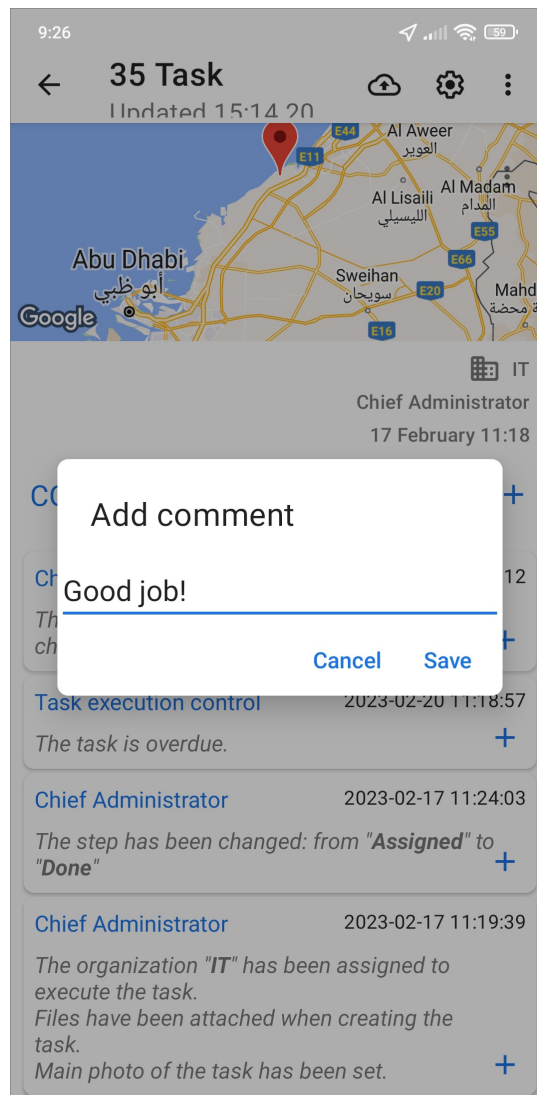 9:26
59
35 Task
Updated 15:14 20
E44
Al Aweer
العوير
E11
Al Lisaili
الليسيلي
Al Madam
المدام
E55
Abu Dhabi
أبو ظبي
E66
Sweihan
سويحان
E20
Mahd
محضة
Google
E16
IT
Chief Administrator
17 February 11:18
Add comment
12
Good job!
Cancel
Save
Task execution control
2023-02-20 11:18:57
The task is overdue.
Chief Administrator
2023-02-17 11:24:03
The step has been changed: from "Assigned" to
"Done"
Chief Administrator
2023-02-17 11:19:39
The organization "IT" has been assigned to
execute the task.
Files have been attached when creating the
task.
Main photo of the task has been set.